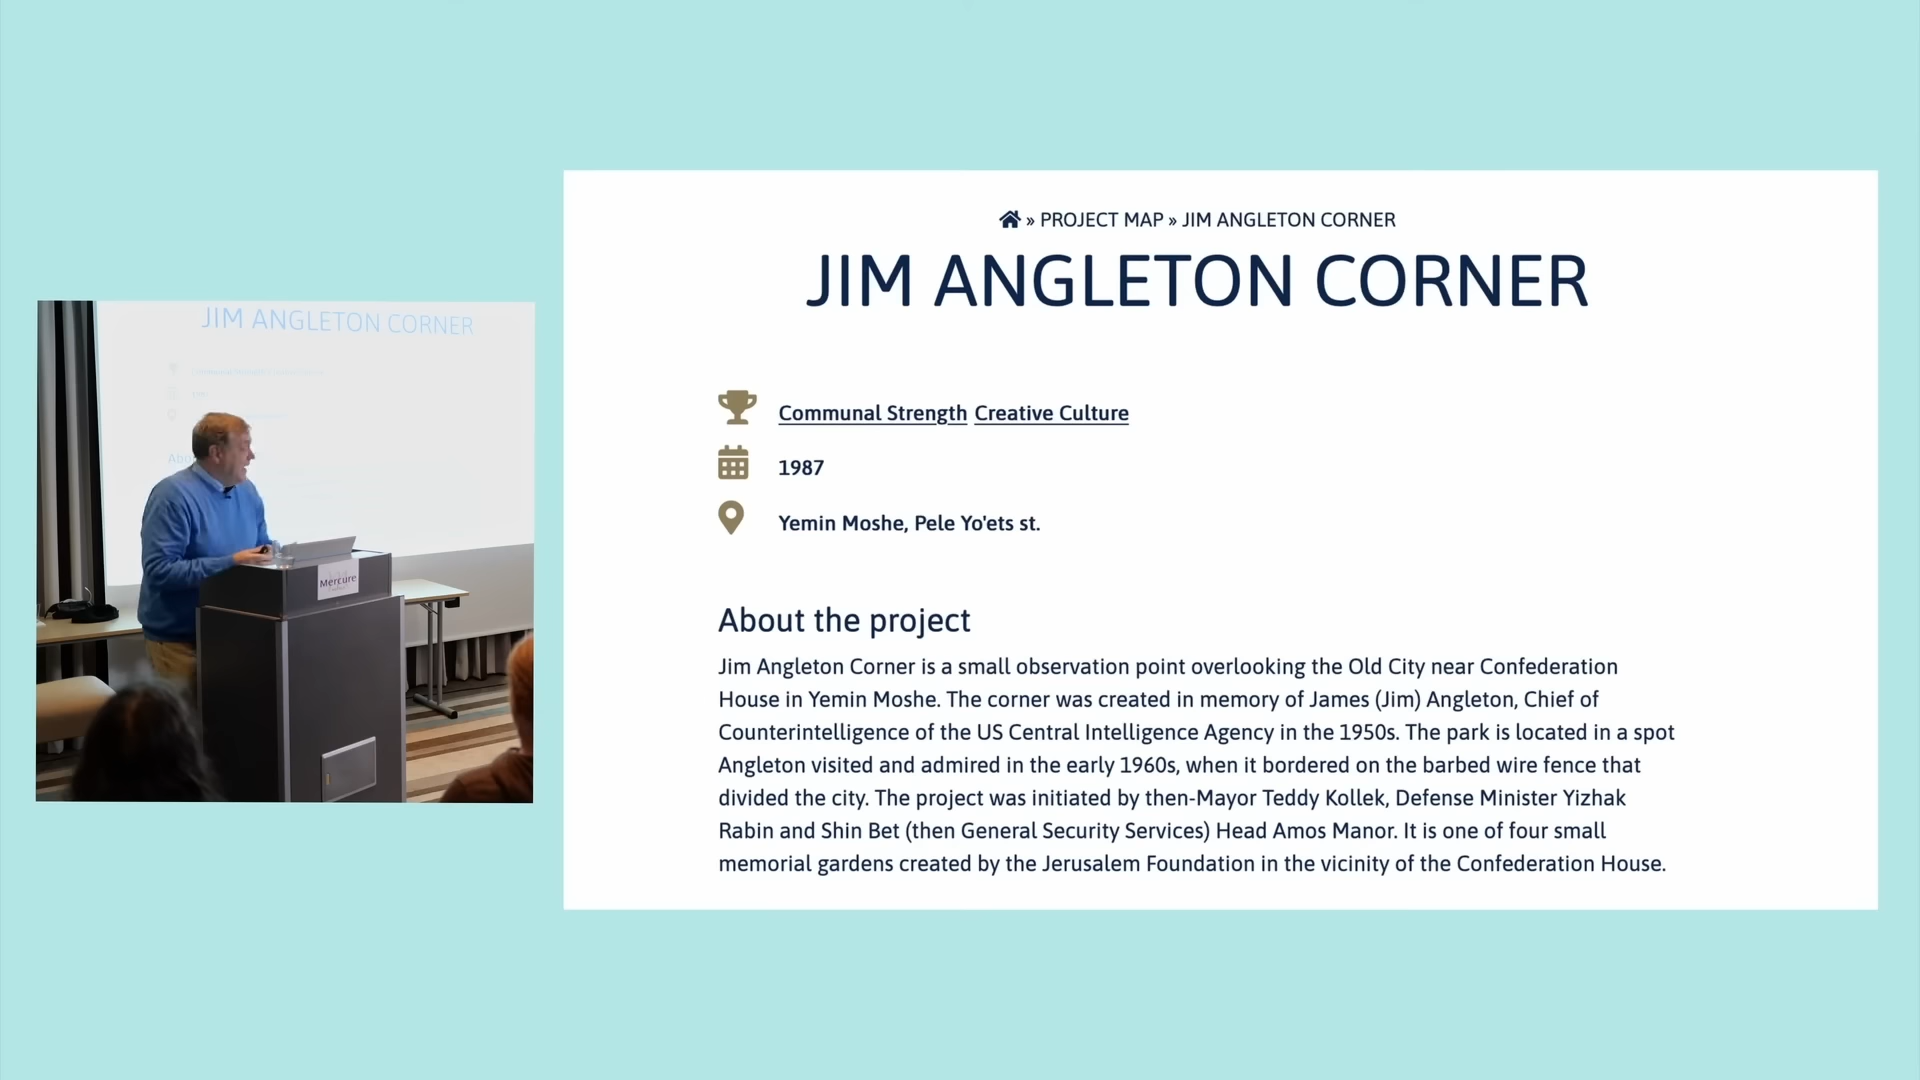 JIM ANGLETON CORNER
Mercure
» PROJECT MAP » JIM ANGLETON CORNER
JIM ANGLETON CORNER
Communal Strength Creative Culture
1987
Yemin Moshe, Pele Yo'ets st.
About the project
Jim Angleton Corner is a small observation point overlooking the Old City near Confederation
House in Yemin Moshe. The corner was created in memory of James (Jim) Angleton, Chief of
Counterintelligence of the US Central Intelligence Agency in the 1950s. The park is located in a spot
Angleton visited and admired in the early 1960s, when it bordered on the barbed wire fence that
divided the city. The project was initiated by then-Mayor Teddy Kollek, Defense Minister Yizhak
Rabin and Shin Bet (then General Security Services) Head Amos Manor. It is one of four small
memorial gardens created by the Jerusalem Foundation in the vicinity of the Confederation House.